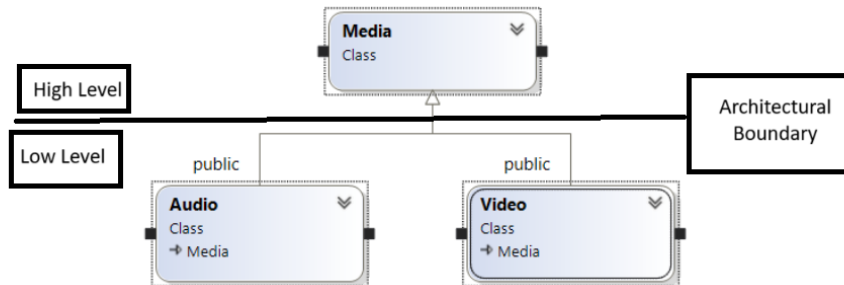 Media
Class
High Level
Architectural
Boundary
Low Level
public
public
Audio
Class
Media
Video
Class
Media